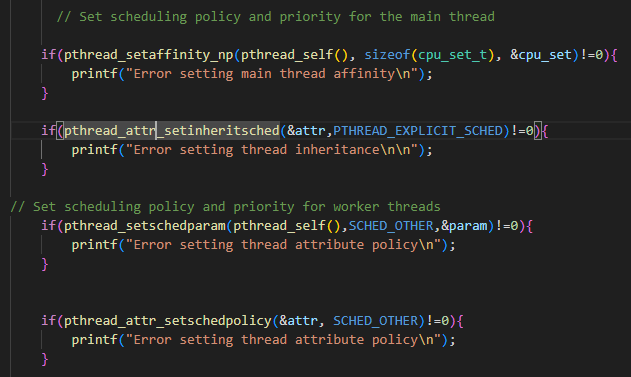 // Set scheduling policy and priority for the main thread
if(pthread_setaffinity_np(pthread_self(), sizeof(cpu_set_t), &cpu_set)!=0){
printf("Error setting main thread affinity\n");
}
if(pthread_attr_setinheritsched(&attr,PTHREAD_EXPLICIT_SCHED)!=0){
printf("Error setting thread inheritance\n\n");
}
// Set scheduling policy and priority for worker threads
if(pthread_setschedparam(pthread_self(),SCHED_OTHER,&param)!=0){
printf("Error setting thread attribute policy\n");
}
if(pthread_attr_setschedpolicy(&attr, SCHED_OTHER)!=0){
printf("Error setting thread attribute policy\n");
}